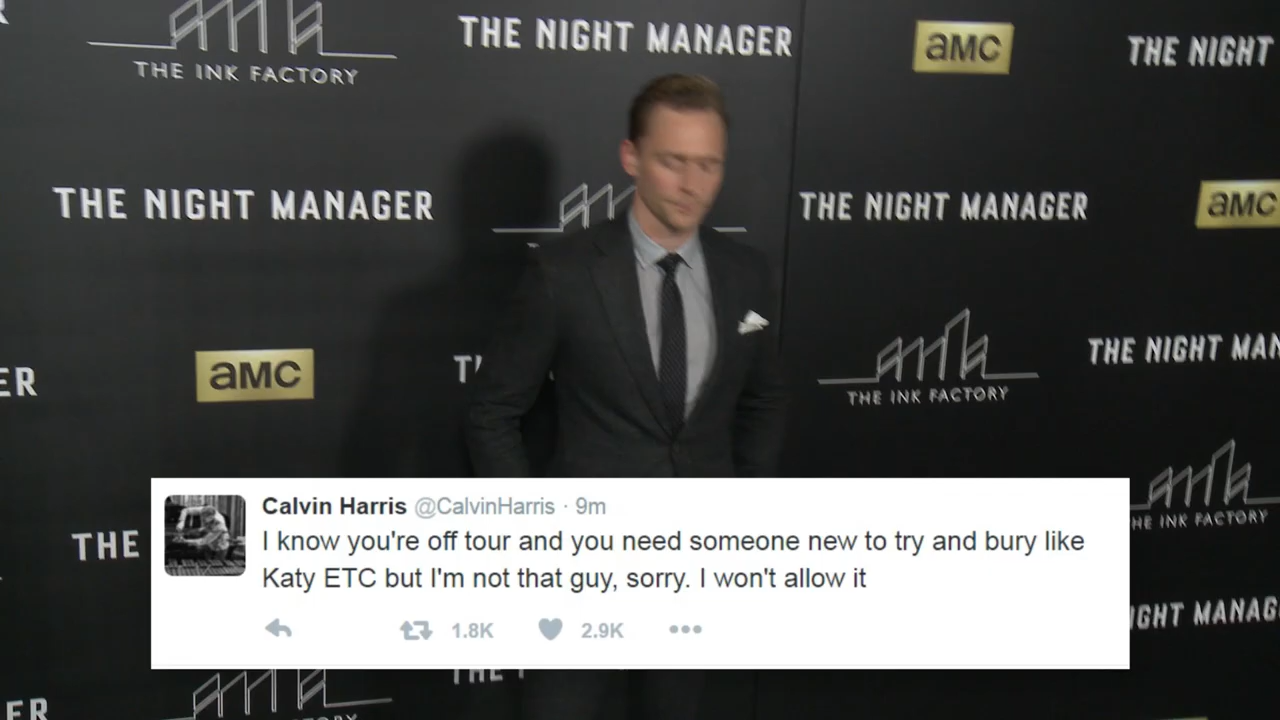 THE INK FACTORY
THE NIGHT MANAGER
aMC
THE NIGHT
THE NIGHT MANAGER
THE NIGHT MANAGER
aMC
ER
aMC
THE INK FACTORY
THE NIGHT MAN
THE
HE INK FACTORY
IGHT MANAG
ER
Calvin Harris @CalvinHarris · 9m
I know you're off tour and you need someone new to try and bury like
Katy ETC but I'm not that guy, sorry. I won't allow it
1.8K 2.9K